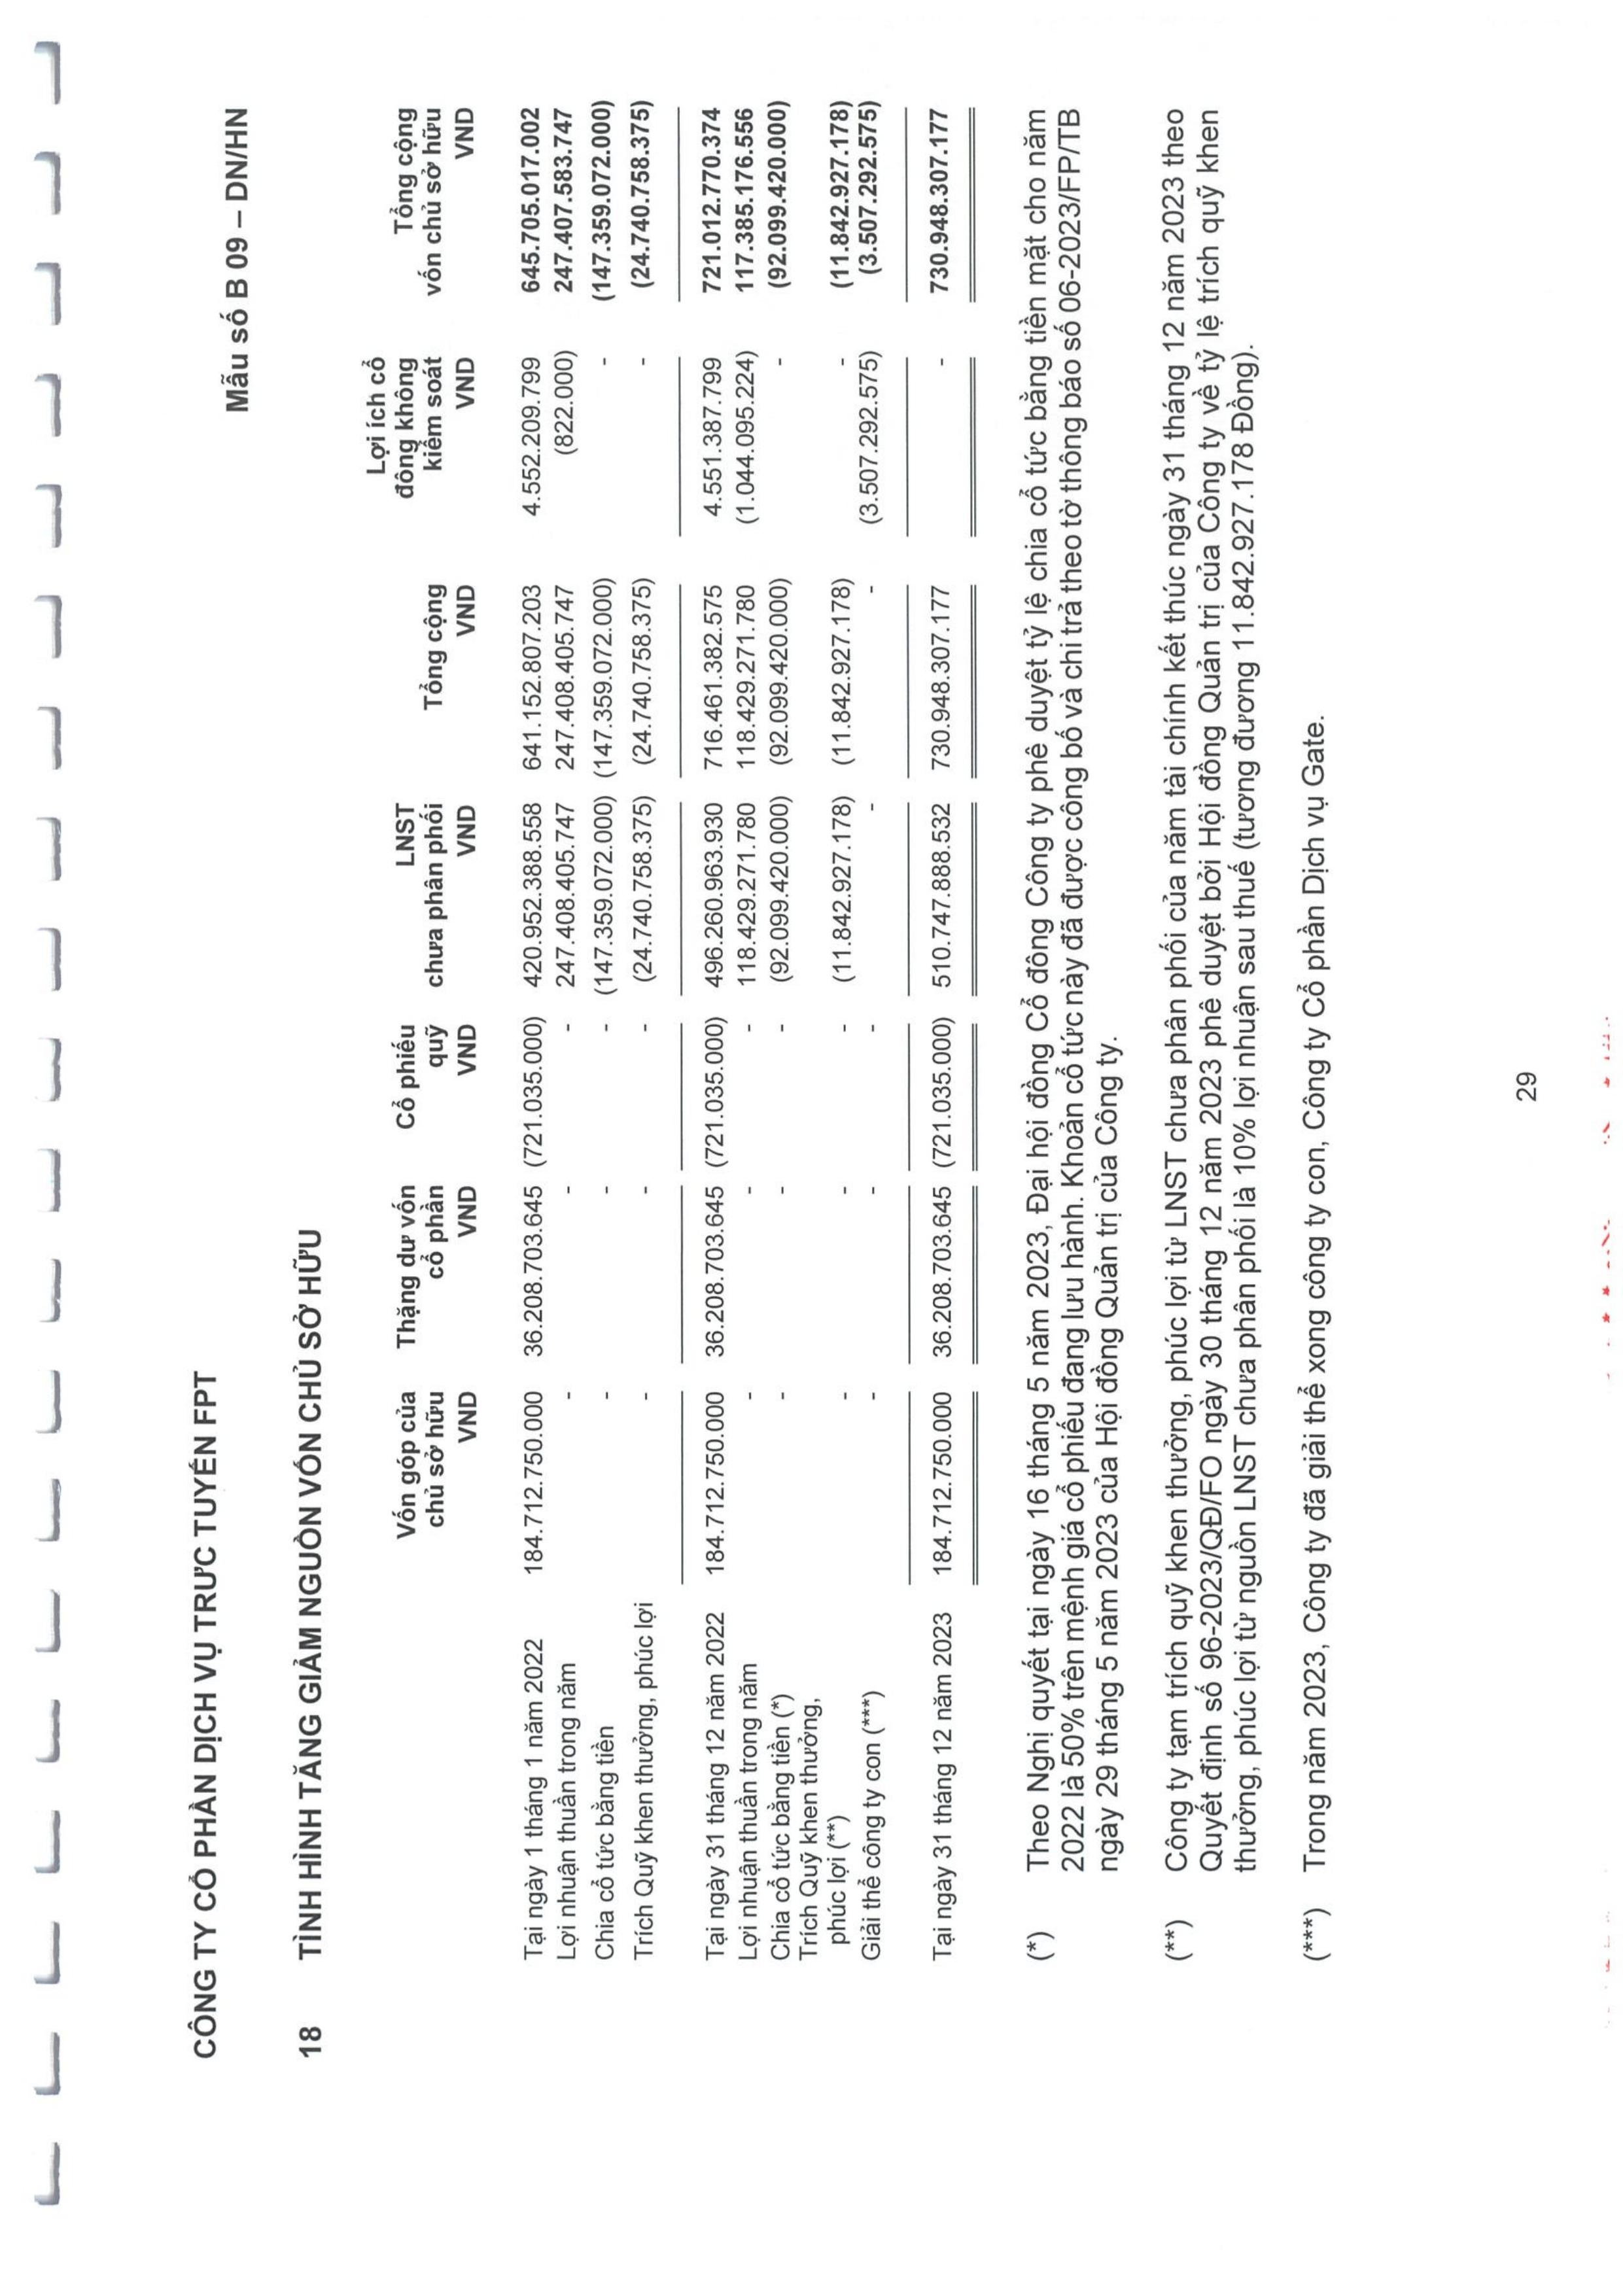 CÔNG TY CỔ PHẦN DỊCH VỤ TRỰC TUYẾN FPT
Mẫu số B 09 – DN/HN
18 TÌNH HÌNH TĂNG GIẢM NGUỒN VỐN CHỦ SỞ HỮU
Vốn góp của chủ sở hữu VND
Thặng dư vốn cổ phần VND
Cổ phiếu quỹ VND
LNST chưa phân phối VND
Tổng cộng VND
Lợi ích cổ đông không kiểm soát VND
Tổng cộng vốn chủ sở hữu VND
Tại ngày 1 tháng 1 năm 2022 184.712.750.000 36.208.703.645 (721.035.000) 420.952.388.558 641.152.807.203 4.552.209.799 645.705.017.002
Lợi nhuận thuần trong năm - - - 247.408.405.747 247.408.405.747 (822.000) 247.407.583.747
Chia cổ tức bằng tiền - - - (147.359.072.000) (147.359.072.000) - (147.359.072.000)
Trích Quỹ khen thưởng, phúc lợi - - - (24.740.758.375) (24.740.758.375) - (24.740.758.375)
Tại ngày 31 tháng 12 năm 2022 184.712.750.000 36.208.703.645 (721.035.000) 496.260.963.930 716.461.382.575 4.551.387.799 721.012.770.374
Lợi nhuận thuần trong năm - - - 118.429.271.780 118.429.271.780 (1.044.095.224) 117.385.176.556
Chia cổ tức bằng tiền (*) - - - (92.099.420.000) (92.099.420.000) - (92.099.420.000)
Trích Quỹ khen thưởng,
phúc lợi (**) - - - (11.842.927.178) (11.842.927.178) - (11.842.927.178)
Giải thể công ty con (***) - - - - - (3.507.292.575) (3.507.292.575)
Tại ngày 31 tháng 12 năm 2023 184.712.750.000 36.208.703.645 (721.035.000) 510.747.888.532 730.948.307.177 - 730.948.307.177
(*) Theo Nghị quyết tại ngày 16 tháng 5 năm 2023, Đại hội đồng Cổ đông Công ty phê duyệt tỷ lệ chia cổ tức bằng tiền mặt cho năm
2022 là 50% trên mệnh giá cổ phiếu đang lưu hành. Khoản cổ tức này đã được công bố và chi trả theo tờ thông báo số 06-2023/FP/TB
ngày 29 tháng 5 năm 2023 của Hội đồng Quản trị của Công ty.
(**) Công ty tạm trích quỹ khen thưởng, phúc lợi từ LNST chưa phân phối của năm tài chính kết thúc ngày 31 tháng 12 năm 2023 theo
Quyết định số 96-2023/QĐ/FO ngày 30 tháng 12 năm 2023 phê duyệt bởi Hội đồng Quản trị của Công ty về tỷ lệ trích quỹ khen
thưởng, phúc lợi từ nguồn LNST chưa phân phối là 10% lợi nhuận sau thuế (tương đương 11.842.927.178 Đồng).
(***) Trong năm 2023, Công ty đã giải thể xong công ty con, Công ty Cổ phần Dịch vụ Gate.
29